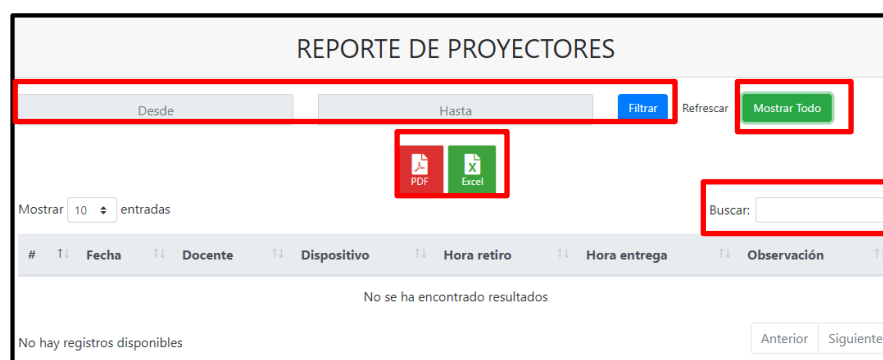 REPORTE DE PROYECTORES
Desde Hasta Filtrar Refrescar Mostrar Todo
PDF Excel
Mostrar 10 entradas Buscar:
# Fecha Docente Dispositivo Hora retiro Hora entrega Observación
No se ha encontrado resultados
No hay registros disponibles Anterior Siguiente